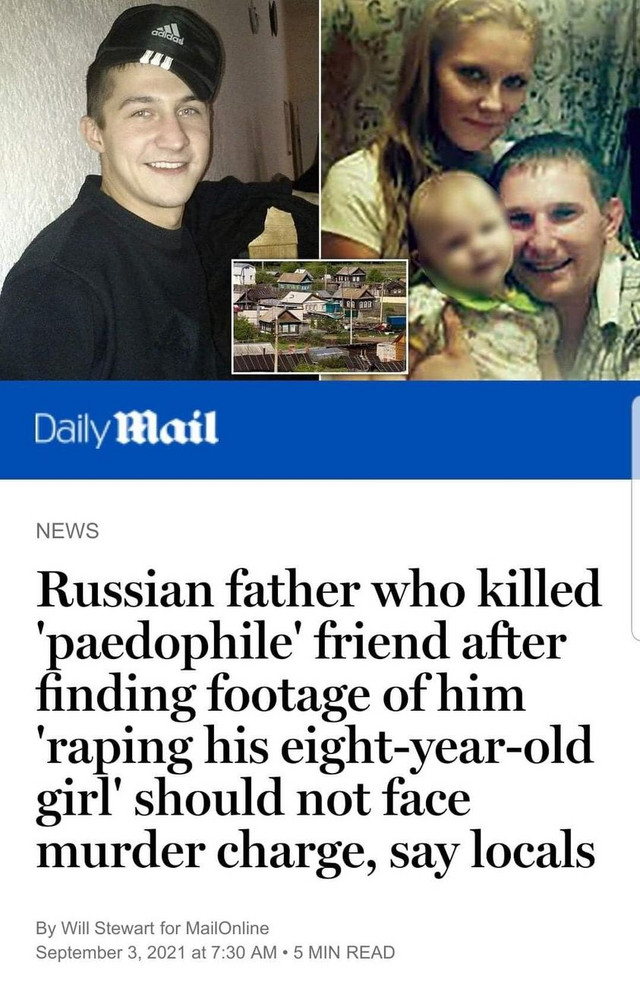 adidas
Daily Mail
NEWS
Russian father who killed
'paedophile' friend after
finding footage of him
'raping his eight-year-old
girl' should not face
murder charge, say locals
By Will Stewart for MailOnline
September 3, 2021 at 7:30 AM • 5 MIN READ